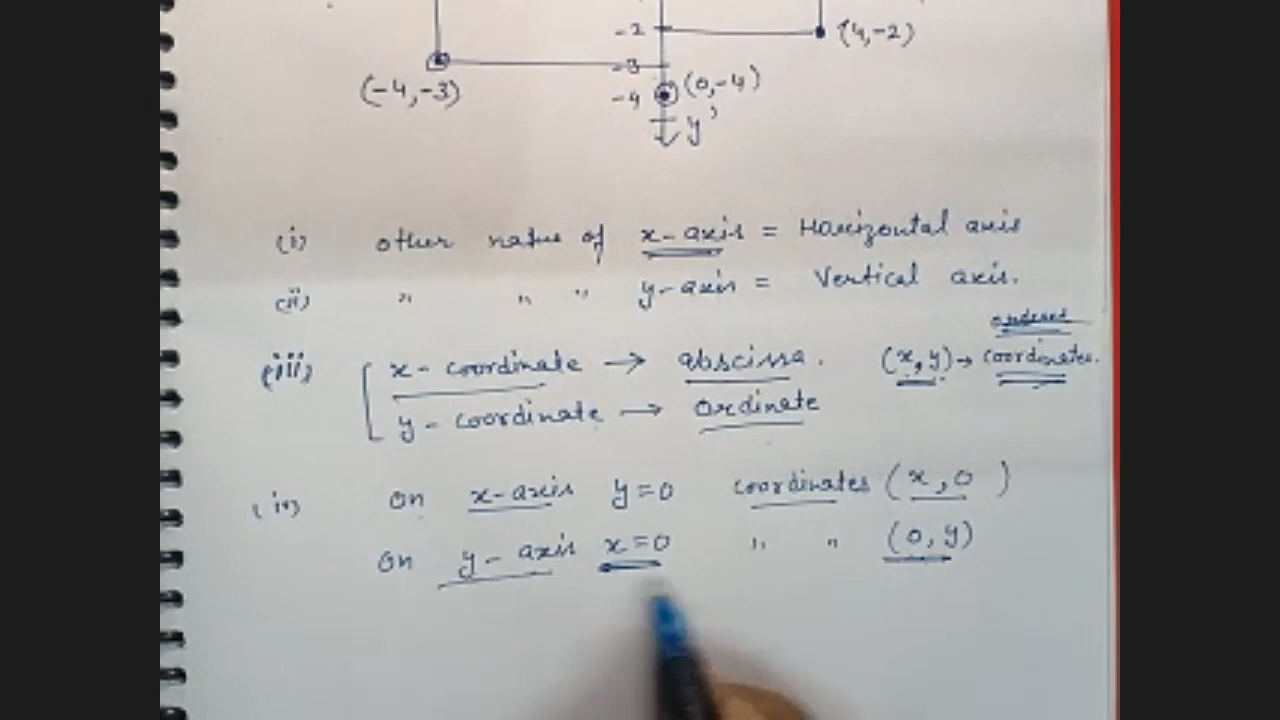 -2 (4,-2)
-3
(-4,-3) -4 (0,-4)
y'
(i) other name of x-axis = Horizontal axis
(ii) " " " y-axis = Vertical axis.
ordered
(iii) x-coordinate → abscissa. (x,y)→ coordinates.
y-coordinate → ordinate
(iv) on x-axis y=0 coordinates (x,0)
on y-axis x=0 " " (0,y)